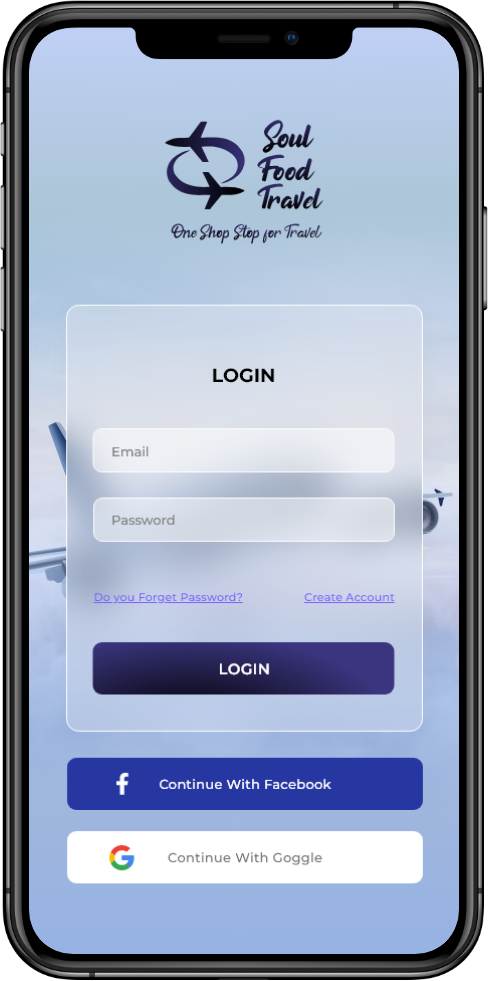 Soul
Food
Travel
One Shop Stop for Travel
LOGIN
Email
Password
Do you Forget Password? Create Account
LOGIN
Continue With Facebook
Continue With Goggle